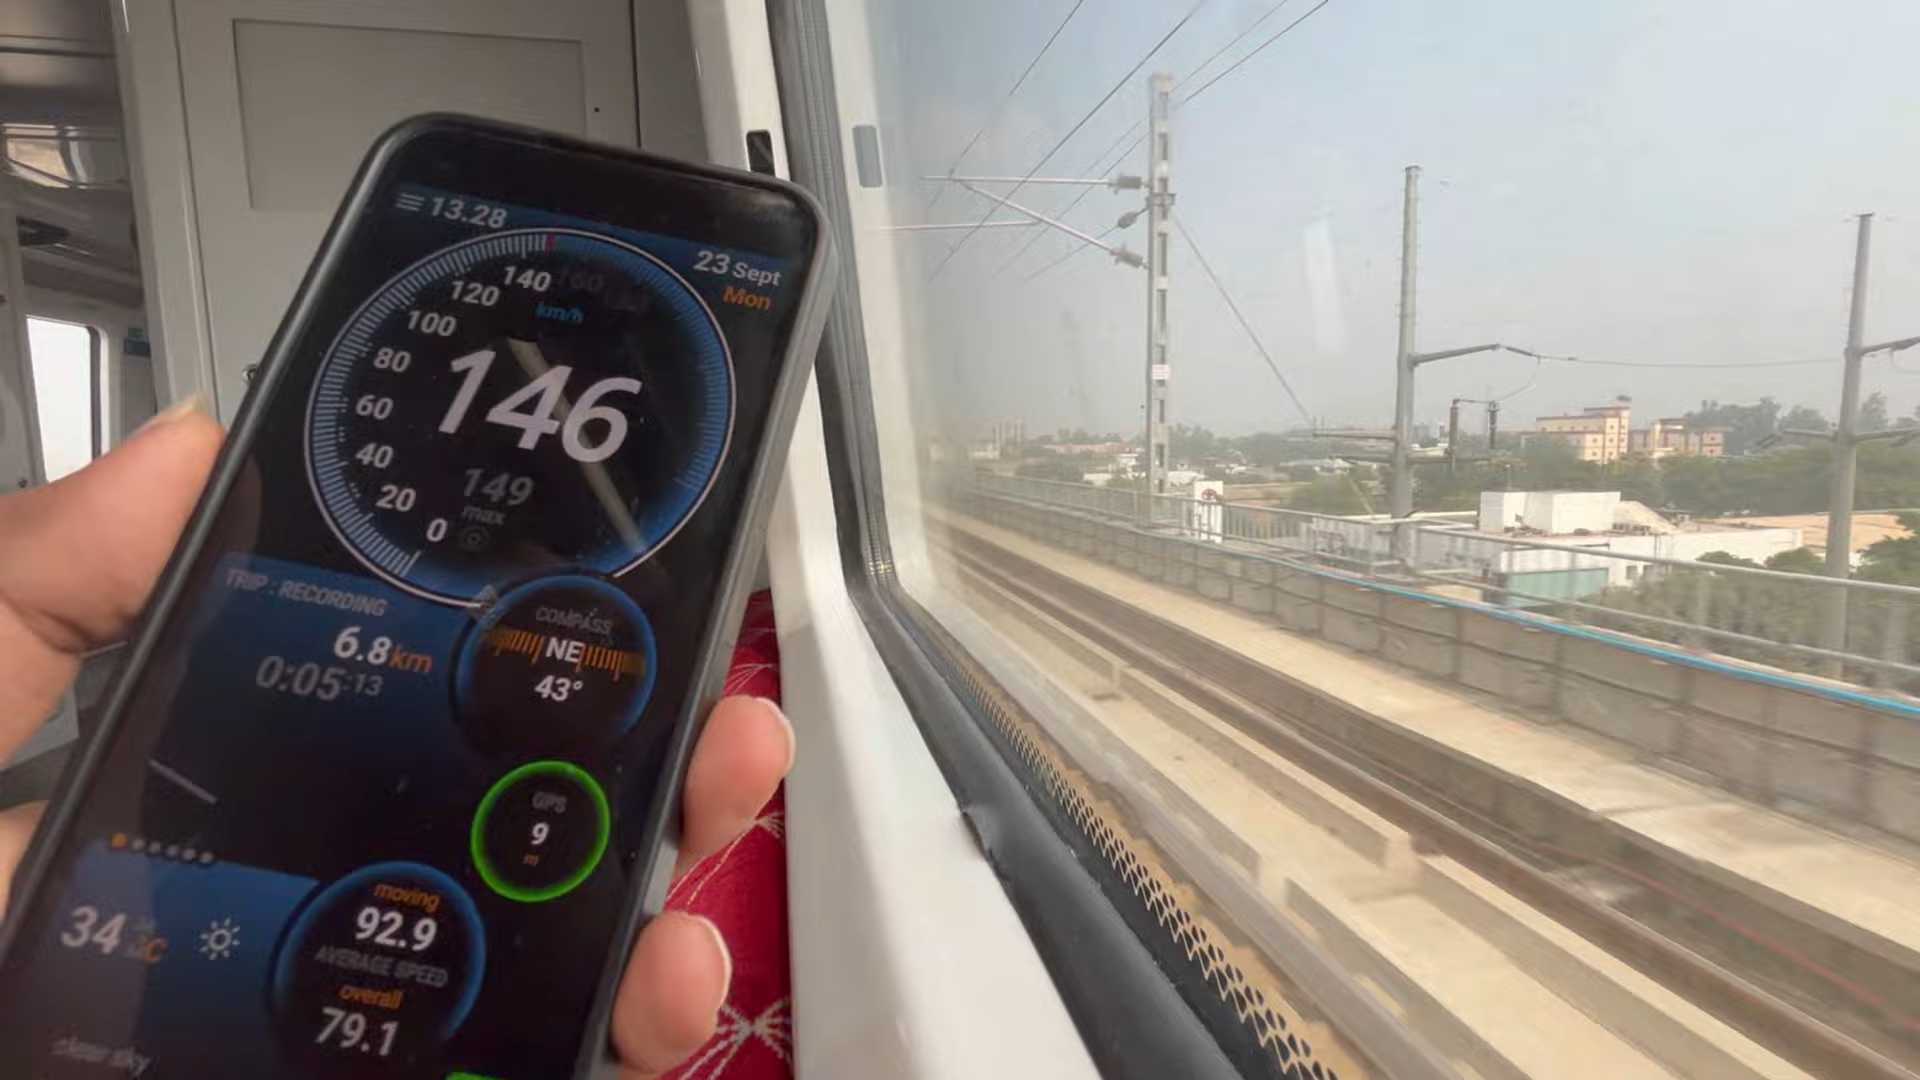 13.28
23 Sept
Mon
140
160
120
km/h
100
80
146
60
40
149
20
max
0
TRIP : RECORDING
6.8km
0:05:13
COMPASS
NE
43°
GPS
9
m
moving
92.9
34 °C
AVERAGE SPEED
overall
79.1
clear sky